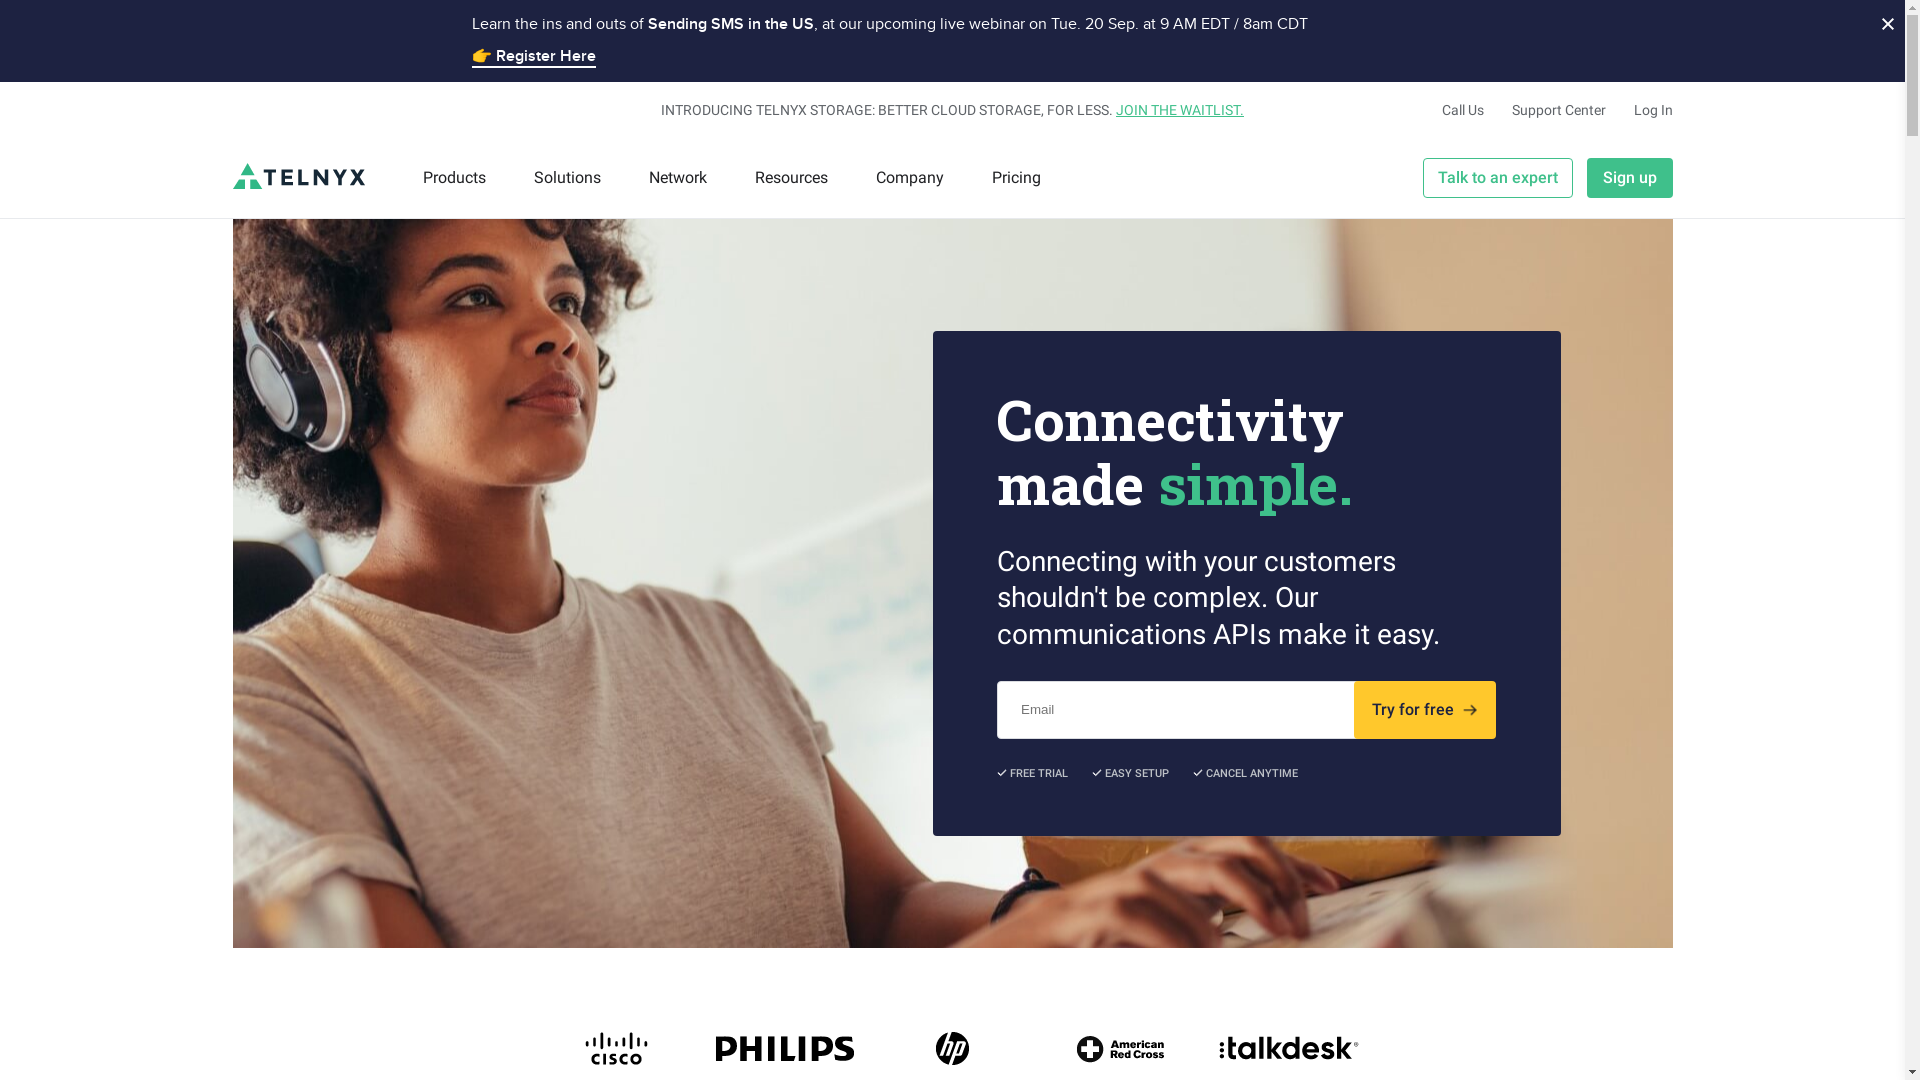 Learn the ins and outs of Sending SMS in the US, at our upcoming live webinar on Tue. 20 Sep. at 9 AM EDT / 8am CDT
👉 Register Here
INTRODUCING TELNYX STORAGE: BETTER CLOUD STORAGE, FOR LESS. JOIN THE WAITLIST.
Call Us
Support Center
Log In
TELNYX
Products
Solutions
Network
Resources
Company
Pricing
Talk to an expert
Sign up
Connectivity
made simple.
Connecting with your customers
shouldn't be complex. Our
communications APIs make it easy.
Email
Try for free
FREE TRIAL
EASY SETUP
CANCEL ANYTIME
CISCO
PHILIPS
hp
American
Red Cross
:talkdesk®